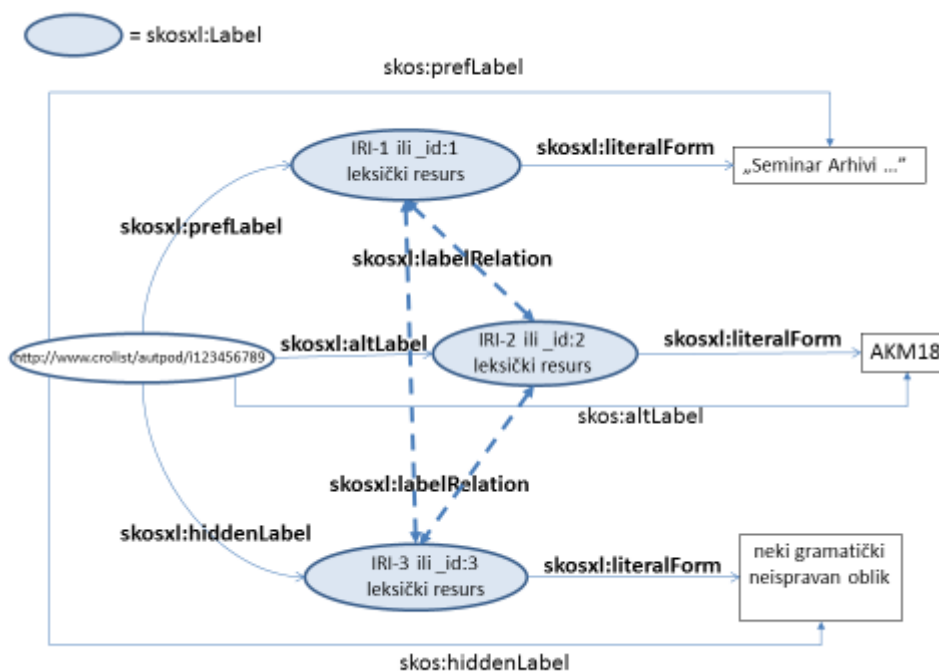 = skosxl:Label
skos:prefLabel
IRI-1 ili _id:1
leksički resurs
skosxl:literalForm
„Seminar Arhivi ...”
skosxl:prefLabel
skosxl:labelRelation
http://www.crolist/autpod/i123456789
skosxl:altLabel
IRI-2 ili _id:2
leksički resurs
skosxl:literalForm
AKM18
skos:altLabel
skosxl:labelRelation
skosxl:hiddenLabel
IRI-3 ili _id:3
leksički resurs
skosxl:literalForm
neki gramatički
neispravan oblik
skos:hiddenLabel